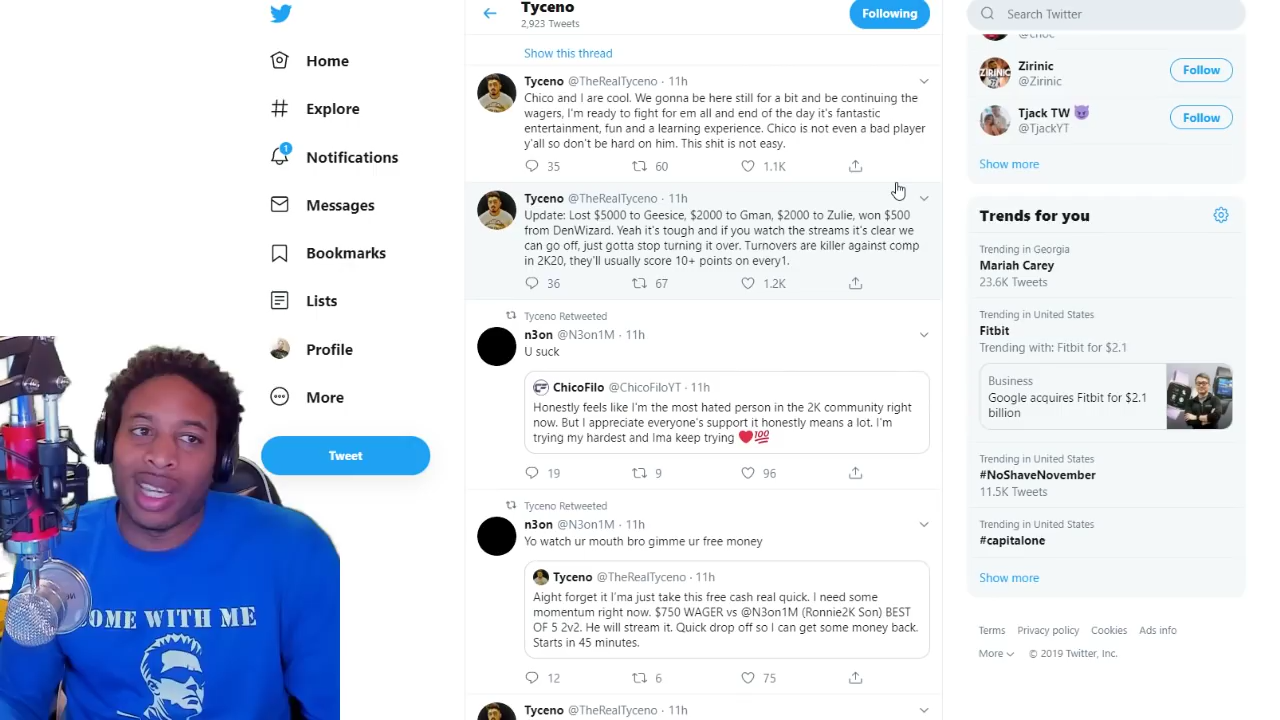 Home
Explore
1
Notifications
Messages
Bookmarks
Lists
Profile
More
Tweet
OME WITH ME
Tyceno
2,923 Tweets
Following
Show this thread
Tyceno @TheRealTyceno · 11h
Chico and I are cool. We gonna be here still for a bit and be continuing the
wagers, I'm ready to fight for em all and end of the day it's fantastic
entertainment, fun and a learning experience. Chico is not even a bad player
y'all so don't be hard on him. This shit is not easy.
35 60 1.1K
Tyceno @TheRealTyceno · 11h
Update: Lost $5000 to Geesice, $2000 to Gman, $2000 to Zulie, won $500
from DenWizard. Yeah it's tough and if you watch the streams it's clear we
can go off, just gotta stop turning it over. Turnovers are killer against comp
in 2K20, they'll usually score 10+ points on every1.
36 67 1.2K
Tyceno Retweeted
n3on @N3on1M · 11h
U suck
ChicoFilo @ChicoFiloYT · 11h
Honestly feels like I'm the most hated person in the 2K community right
now. But I appreciate everyone's support it honestly means a lot. I'm
trying my hardest and Ima keep trying ❤️💯
19 9 96
Tyceno Retweeted
n3on @N3on1M · 11h
Yo watch ur mouth bro gimme ur free money
Tyceno @TheRealTyceno · 11h
Aight forget it I'ma just take this free cash real quick. I need some
momentum right now. $750 WAGER vs @N3on1M (Ronnie2K Son) BEST
OF 5 2v2. He will stream it. Quick drop off so I can get some money back.
Starts in 45 minutes.
12 6 75
Tyceno @TheRealTyceno · 11h
Search Twitter
@choc
Zirinic
@Zirinic
Follow
Tjack TW 😈
@TjackYT
Follow
Show more
Trends for you
Trending in Georgia
Mariah Carey
23.6K Tweets
Trending in United States
Fitbit
Trending with: Fitbit for $2.1
Business
Google acquires Fitbit for $2.1
billion
Trending in United States
#NoShaveNovember
11.5K Tweets
Trending in United States
#capitalone
Show more
Terms Privacy policy Cookies Ads info
More © 2019 Twitter, Inc.